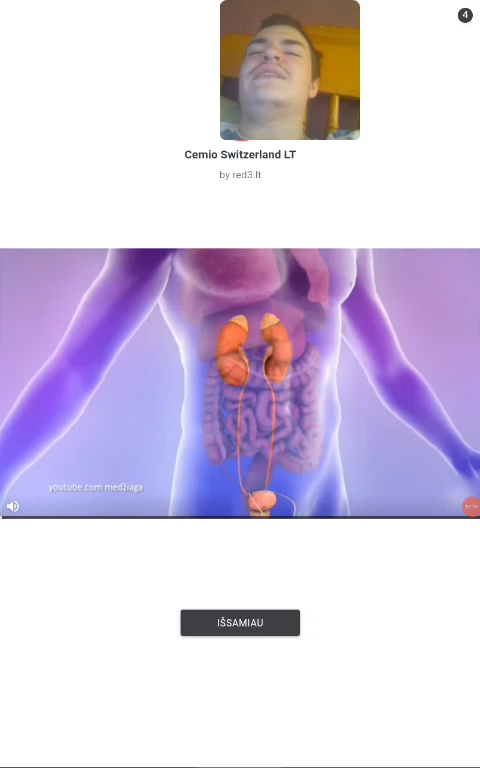 4
Cemio Switzerland LT
by red3.lt
youtube.com medžiaga
IŠSAMIAU